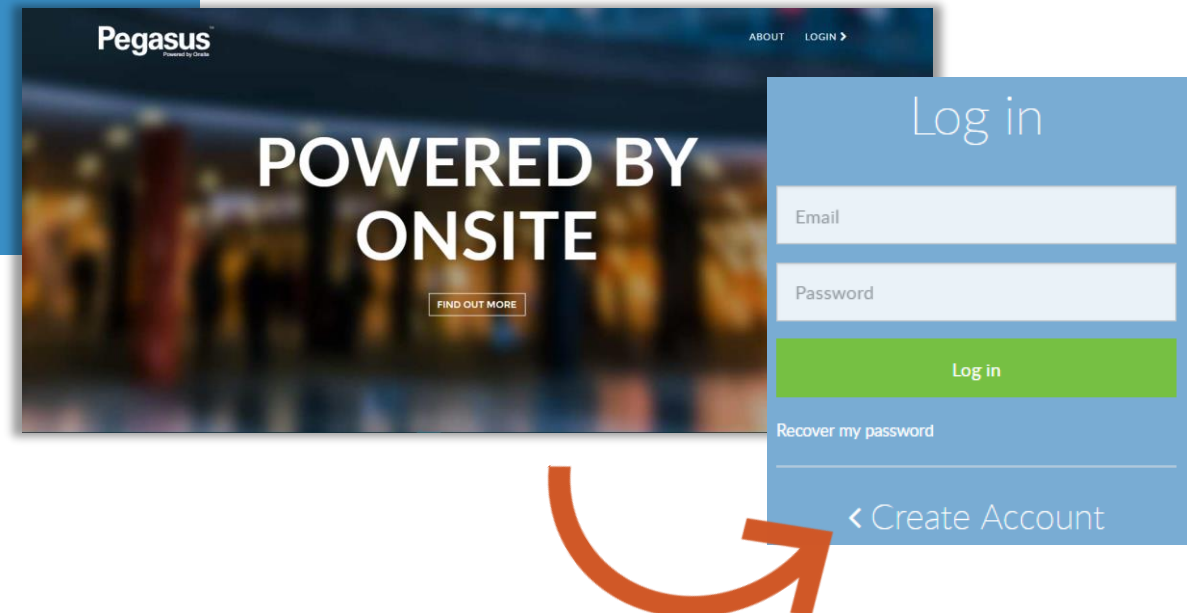 Pegasus™
Powered by Onsite
ABOUT LOGIN >
POWERED BY
ONSITE
FIND OUT MORE
Log in
Email
Password
Log in
Recover my password
< Create Account